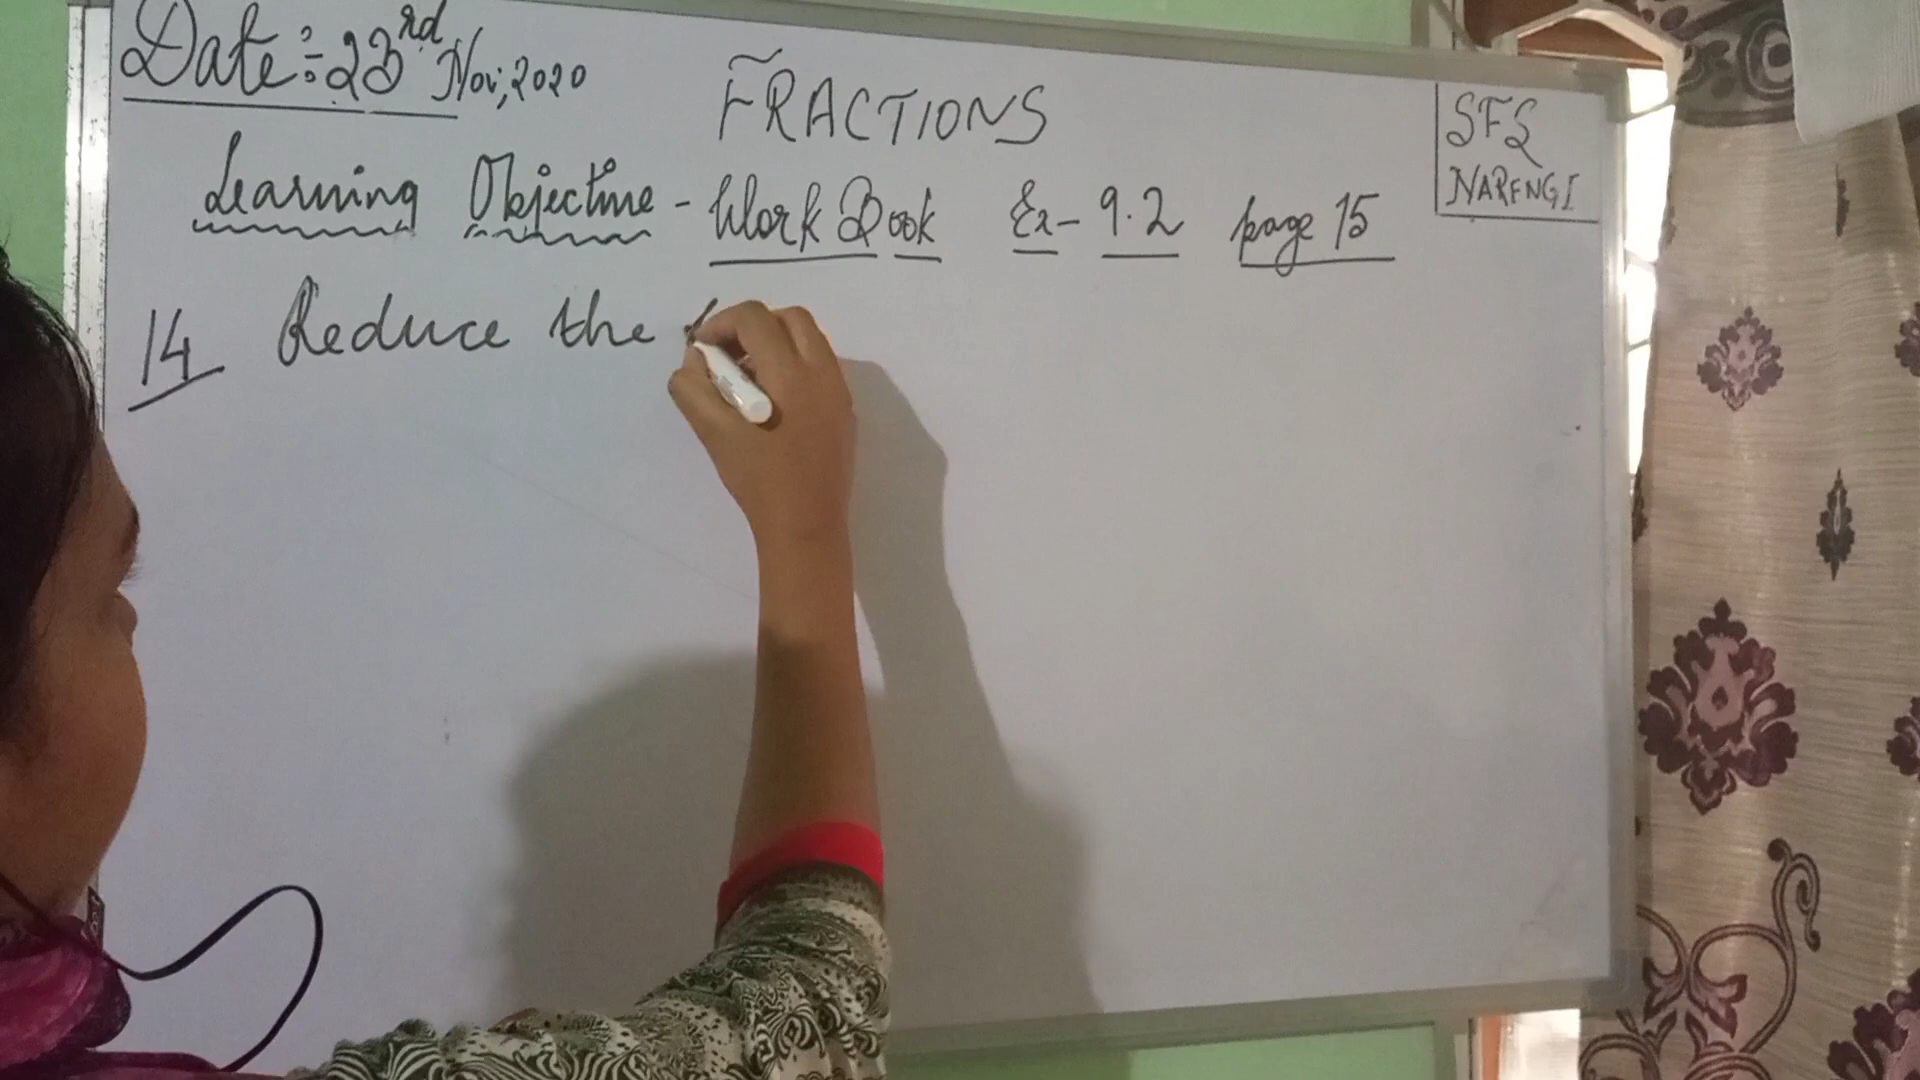 Date :- 23rd Nov, 2020
FRACTIONS
SFS
NARENGI
Learning Objective - Work Book Ex - 9.2 page 15
14 Reduce the